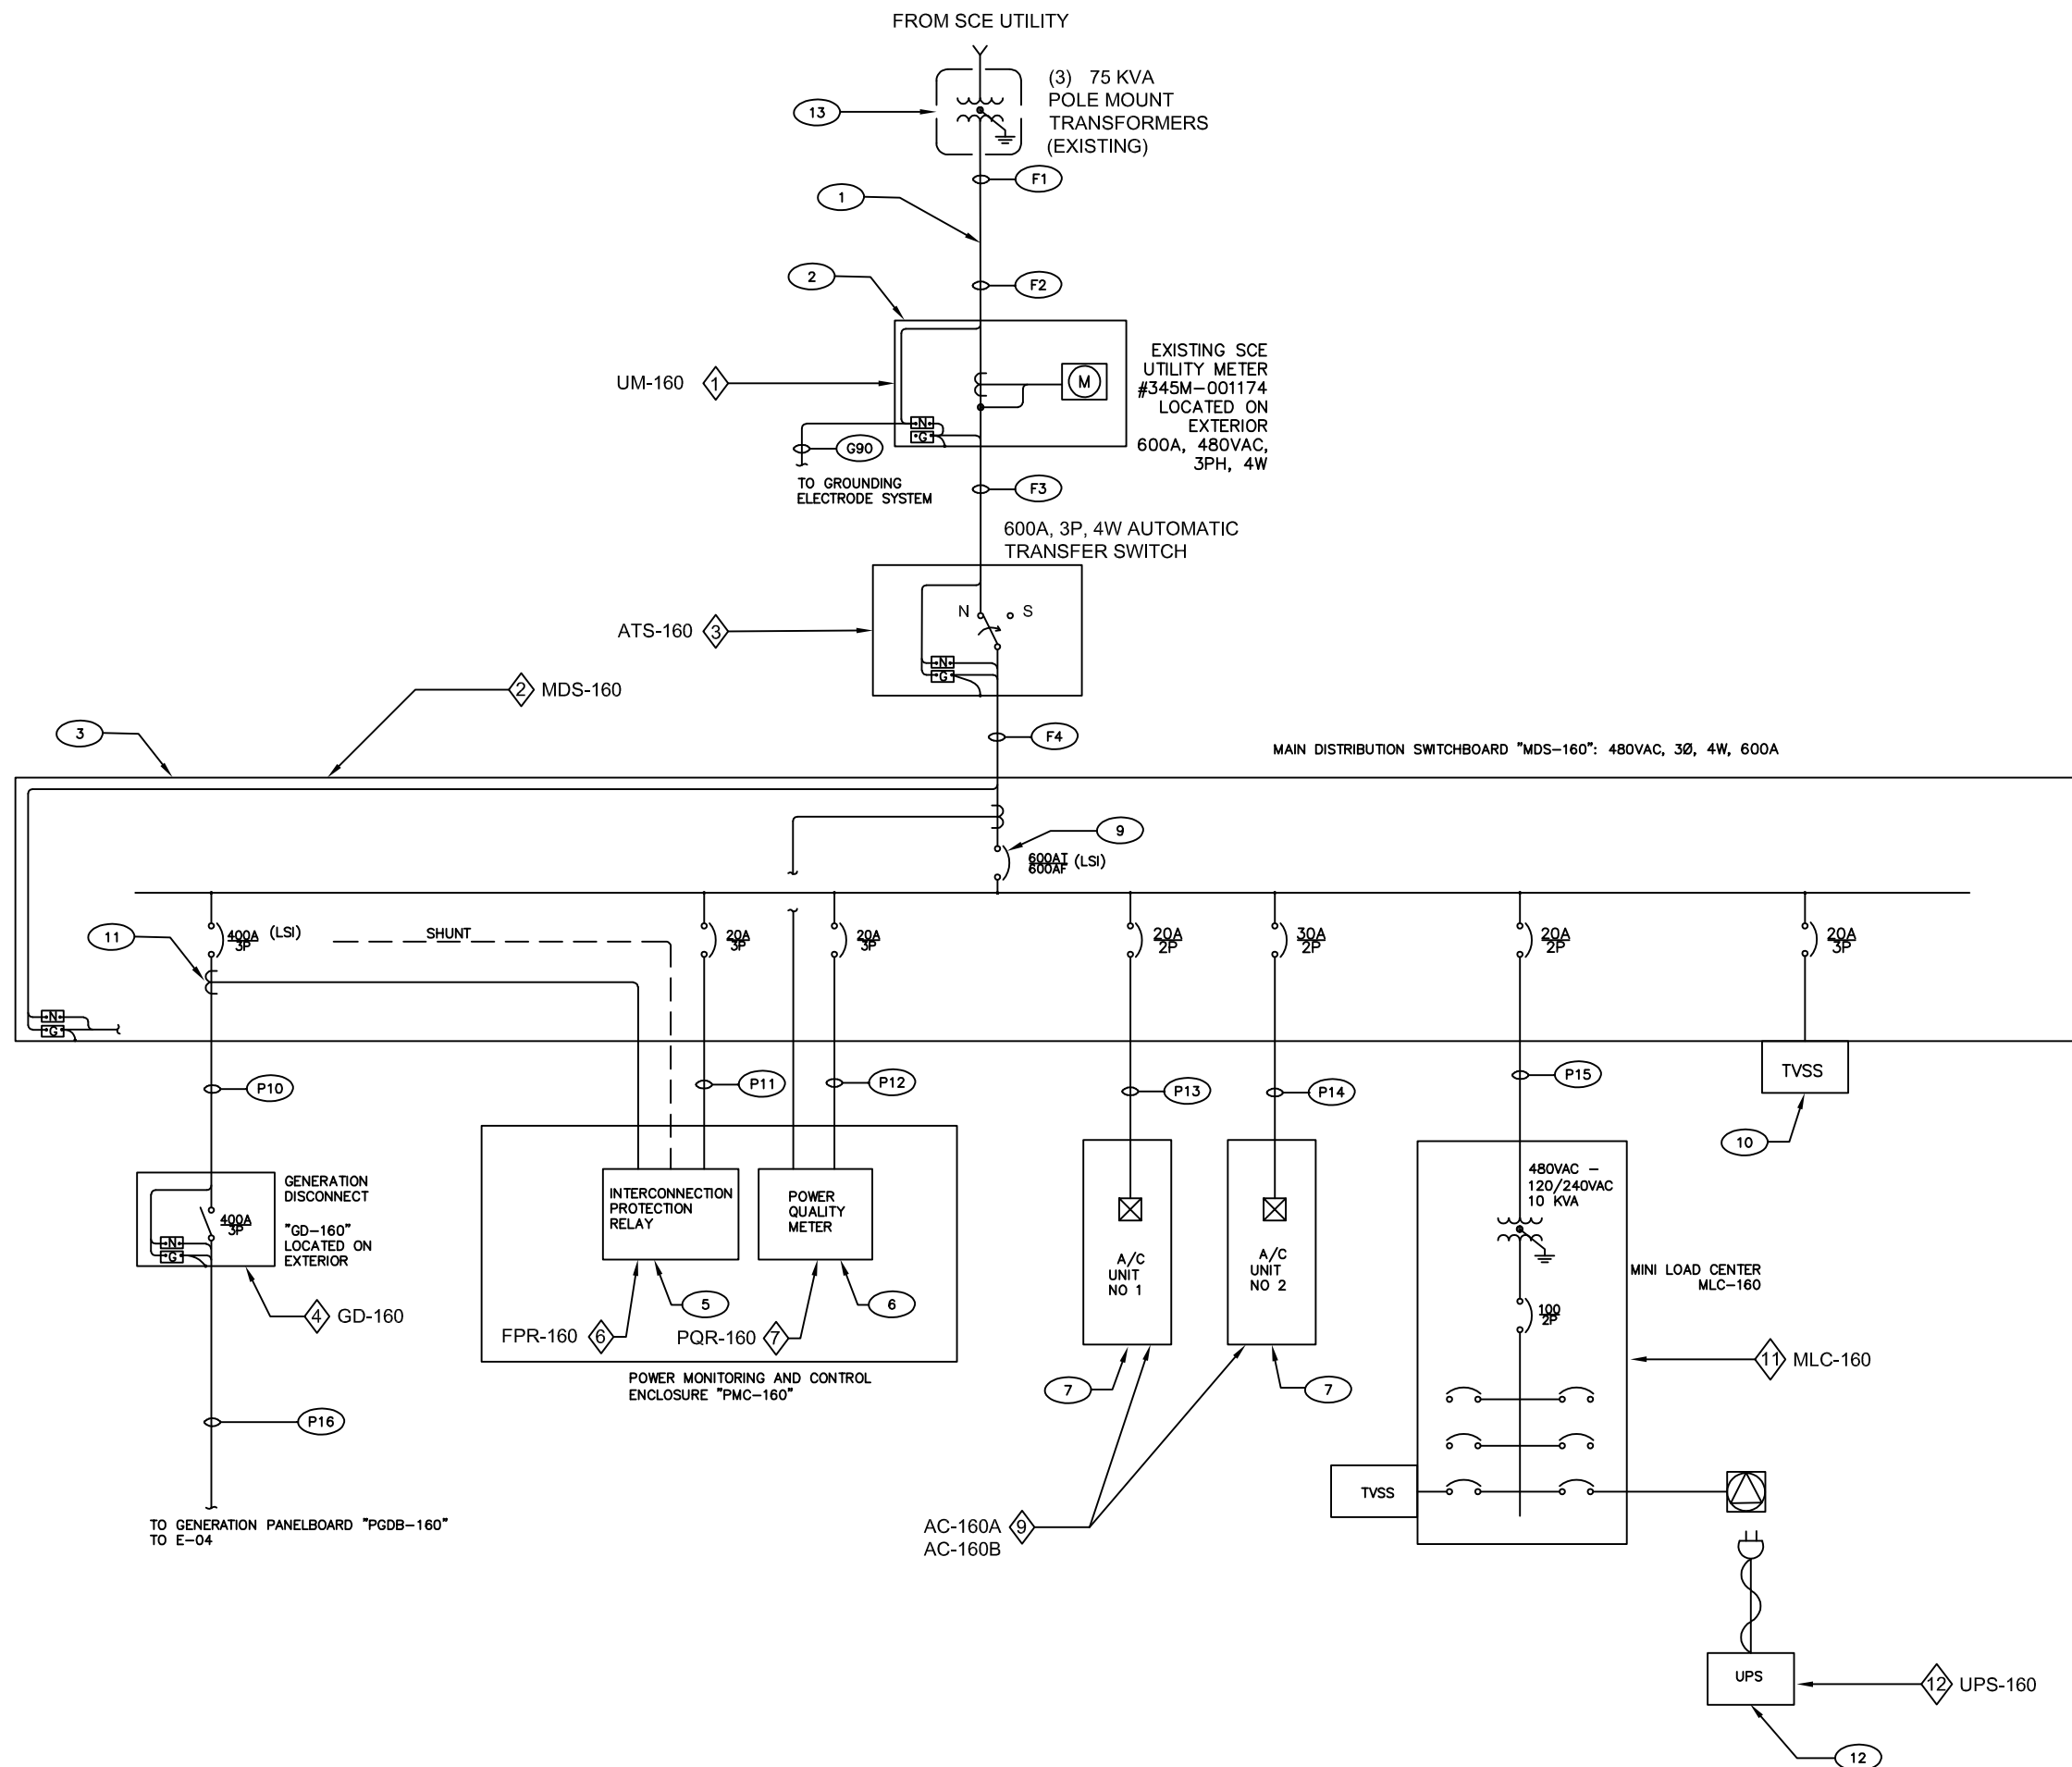 FROM SCE UTILITY
(3) 75 KVA
POLE MOUNT
TRANSFORMERS
(EXISTING)
13
F1
1
F2
2
EXISTING SCE
UTILITY METER
#345M-001174
LOCATED ON
EXTERIOR
600A, 480VAC,
3PH, 4W
M
UM-160 1
N
G
G90
TO GROUNDING
ELECTRODE SYSTEM
F3
600A, 3P, 4W AUTOMATIC
TRANSFER SWITCH
N S
ATS-160 3
N
G
2 MDS-160
3
F4
MAIN DISTRIBUTION SWITCHBOARD "MDS-160": 480VAC, 3Ø, 4W, 600A
9
600AT (LSI)
600AF
11
400A (LSI)
3P
SHUNT
20A
3P
20A
3P
20A
2P
30A
2P
20A
2P
20A
3P
N
G
P10
P11
P12
P13
P14
P15
TVSS
10
GENERATION
DISCONNECT
"GD-160"
LOCATED ON
EXTERIOR
400A
3P
N
G
4 GD-160
INTERCONNECTION
PROTECTION
RELAY
POWER
QUALITY
METER
5
6
FPR-160 6
PQR-160 7
POWER MONITORING AND CONTROL
ENCLOSURE "PMC-160"
A/C
UNIT
NO 1
A/C
UNIT
NO 2
7
7
480VAC -
120/240VAC
10 KVA
MINI LOAD CENTER
MLC-160
100
2P
11 MLC-160
P16
TVSS
TO GENERATION PANELBOARD "PGDB-160"
TO E-04
AC-160A 9
AC-160B
UPS
12 UPS-160
12